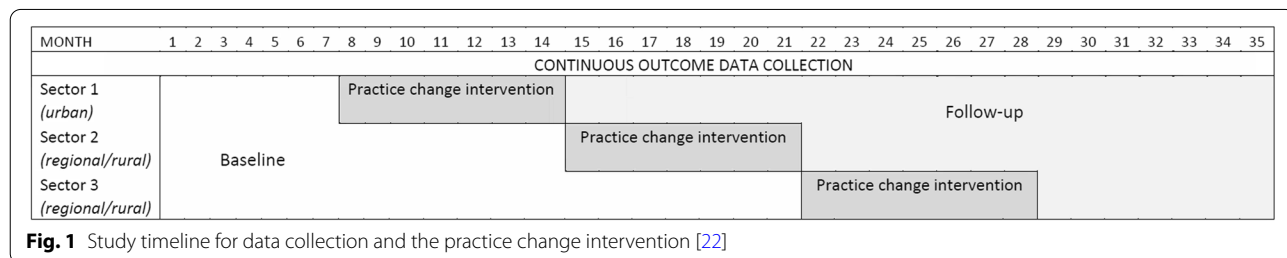 MONTH 1 2 3 4 5 6 7 8 9 10 11 12 13 14 15 16 17 18 19 20 21 22 23 24 25 26 27 28 29 30 31 32 33 34 35
CONTINUOUS OUTCOME DATA COLLECTION
Sector 1 Practice change intervention
(urban) Follow-up
Sector 2 Practice change intervention
(regional/rural) Baseline
Sector 3 Practice change intervention
(regional/rural)
Fig. 1 Study timeline for data collection and the practice change intervention [22]